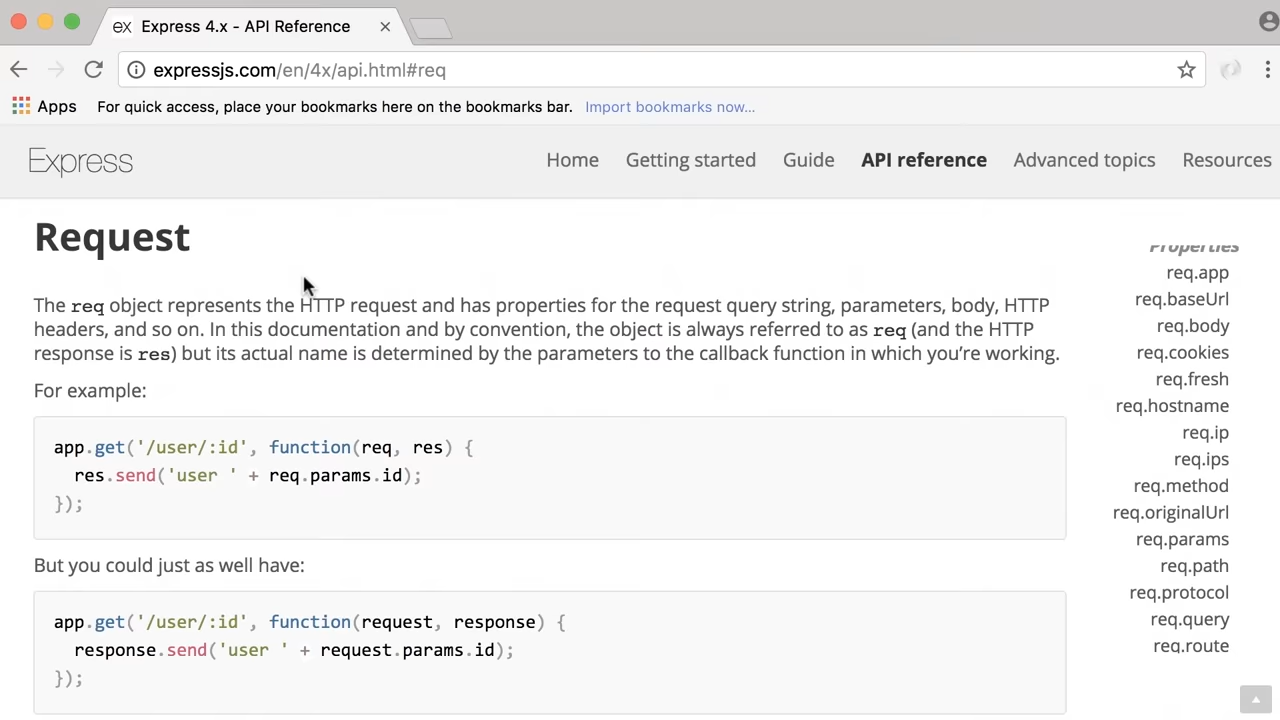 ex Express 4.x - API Reference
expressjs.com/en/4x/api.html#req
Apps For quick access, place your bookmarks here on the bookmarks bar. Import bookmarks now...
Express Home Getting started Guide API reference Advanced topics Resources
Request
The req object represents the HTTP request and has properties for the request query string, parameters, body, HTTP
headers, and so on. In this documentation and by convention, the object is always referred to as req (and the HTTP
response is res) but its actual name is determined by the parameters to the callback function in which you’re working.
For example:
app.get('/user/:id', function(req, res) {
res.send('user ' + req.params.id);
});
But you could just as well have:
app.get('/user/:id', function(request, response) {
response.send('user ' + request.params.id);
});
Properties
req.app
req.baseUrl
req.body
req.cookies
req.fresh
req.hostname
req.ip
req.ips
req.method
req.originalUrl
req.params
req.path
req.protocol
req.query
req.route